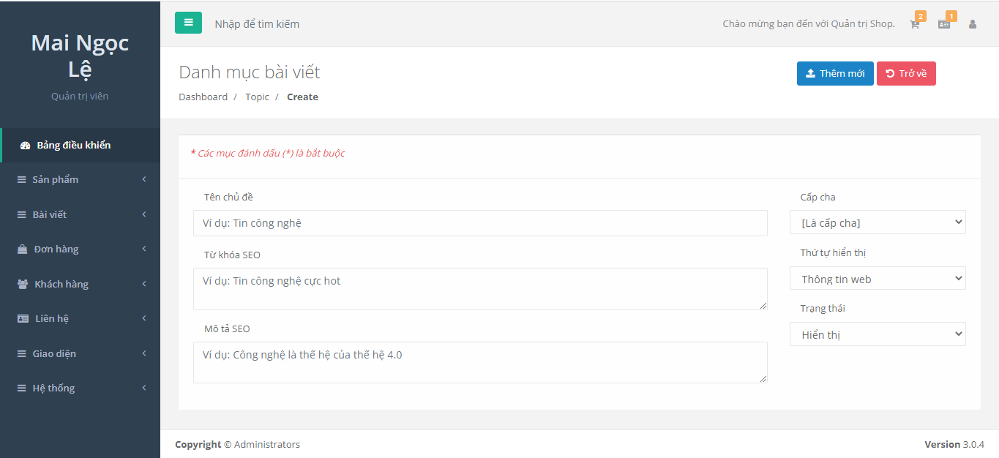 Mai Ngọc
Lệ
Quản trị viên
Bảng điều khiển
Sản phẩm
Bài viết
Đơn hàng
Khách hàng
Liên hệ
Giao diện
Hệ thống
Nhập để tìm kiếm
Chào mừng bạn đến với Quản trị Shop.
2
1
Danh mục bài viết
Dashboard / Topic / Create
Thêm mới
Trở về
* Các mục đánh dấu (*) là bắt buộc
Tên chủ đề
Ví dụ: Tin công nghệ
Từ khóa SEO
Ví dụ: Tin công nghệ cực hot
Mô tả SEO
Ví dụ: Công nghệ là thế hệ của thế hệ 4.0
Cấp cha
[Là cấp cha]
Thứ tự hiển thị
Thông tin web
Trạng thái
Hiển thị
Copyright © Administrators
Version 3.0.4